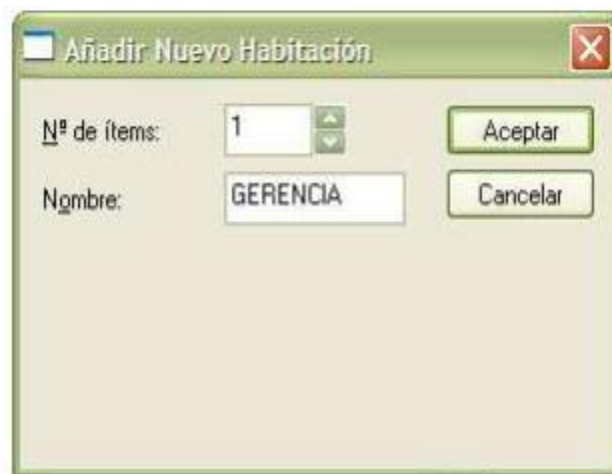 Añadir Nuevo Habitación
Nº de ítems: 1 Aceptar
Nombre: GERENCIA Cancelar